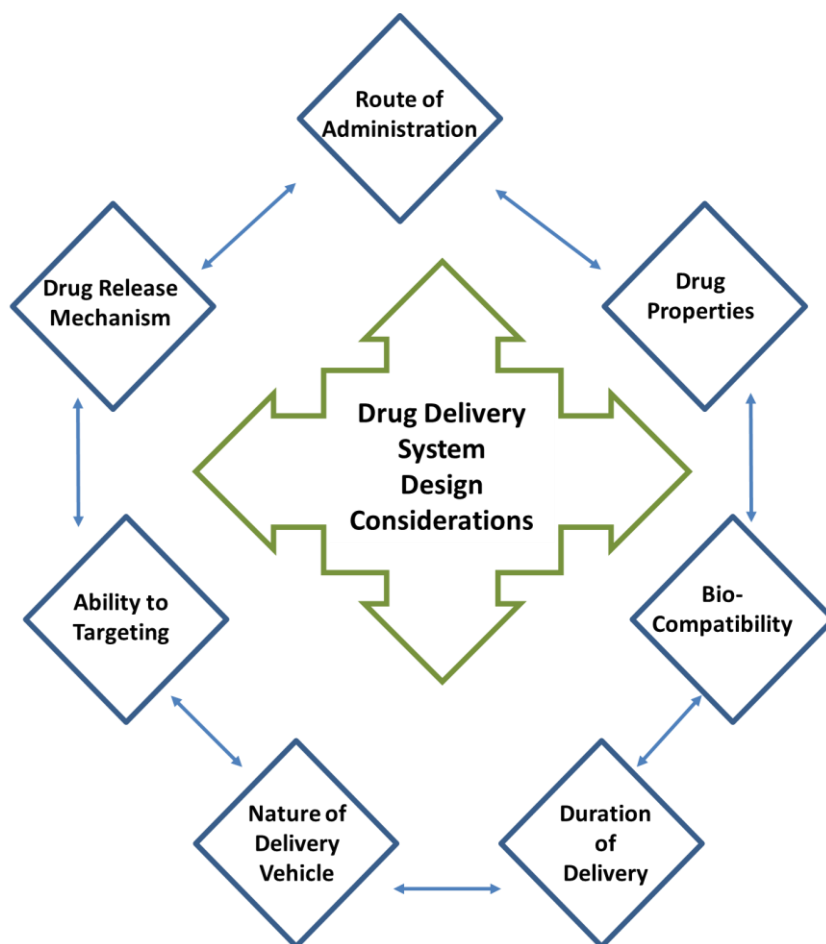 Route of
Administration
Drug Release
Mechanism
Drug
Properties
Drug Delivery
System
Design
Considerations
Ability to
Targeting
Bio-
Compatibility
Nature of
Delivery
Vehicle
Duration
of
Delivery